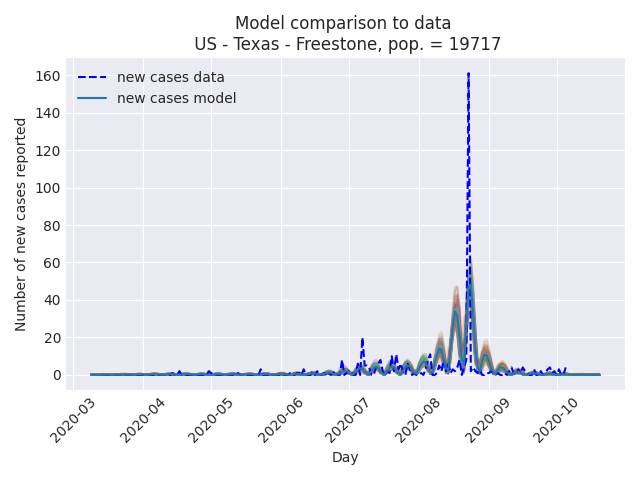 Model comparison to data
US - Texas - Freestone, pop. = 19717
new cases data
new cases model
Number of new cases reported
160
140
120
100
80
60
40
20
0
2020-03
2020-04
2020-05
2020-06
2020-07
2020-08
2020-09
2020-10
Day